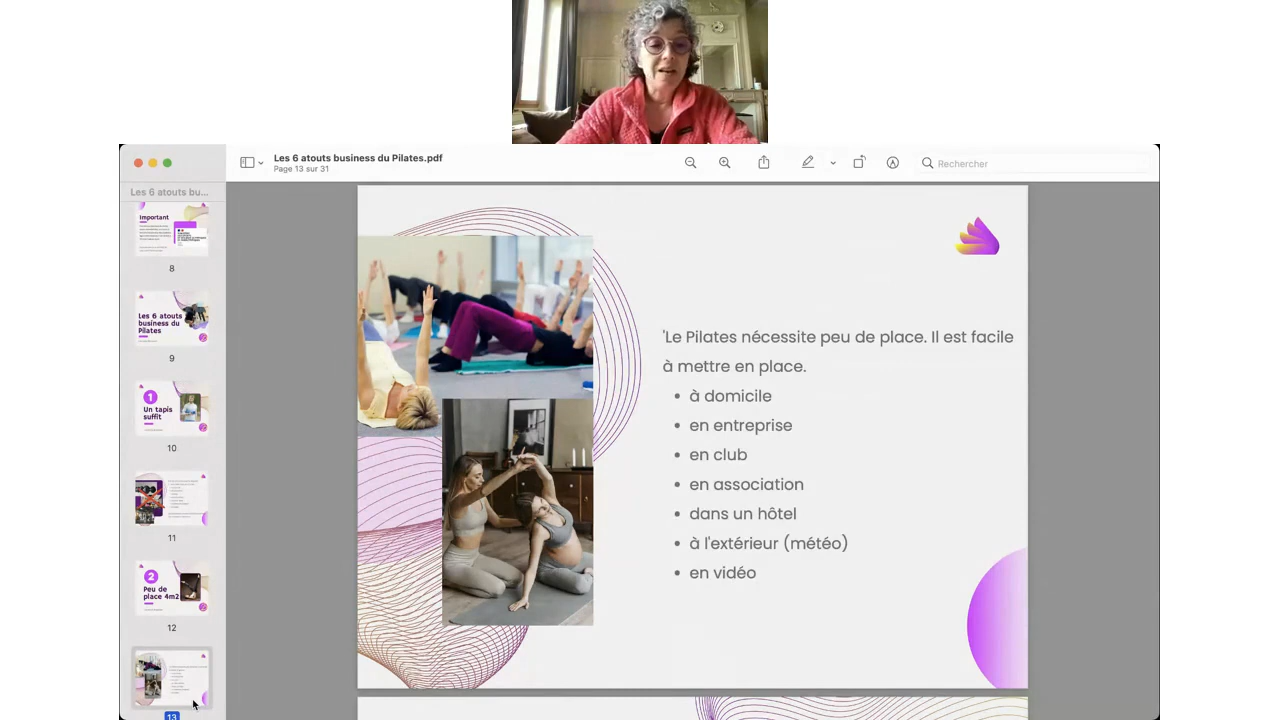 Les 6 atouts business du Pilates.pdf
Page 13 sur 31
Rechercher
Les 6 atouts bu...
Important
8
Les 6 atouts
business du
Pilates
9
1
Un tapis
suffit
10
11
2
Peu de
place 4m2
12
13
'Le Pilates nécessite peu de place. Il est facile
à mettre en place.
• à domicile
• en entreprise
• en club
• en association
• dans un hôtel
• à l'extérieur (météo)
• en vidéo